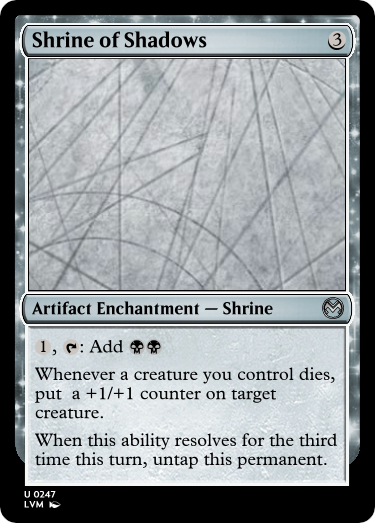 Shrine of Shadows 3
Artifact Enchantment — Shrine
1, : Add
Whenever a creature you control dies,
put a +1/+1 counter on target
creature.
When this ability resolves for the third
time this turn, untap this permanent.
U 0247
LVM